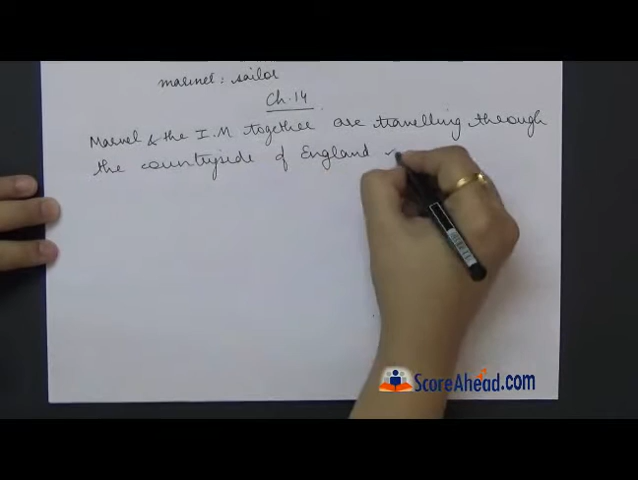 mariner: sailor
Ch. 14
Marvel & the I.M together are travelling through
the countryside of England
ScoreAhead.com